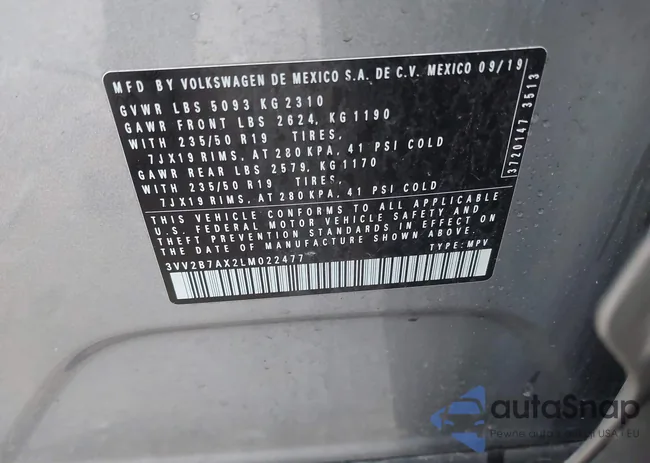 MFD BY VOLKSWAGEN DE MEXICO S.A. DE C.V. MEXICO 09/19
GVWR LBS 5093 KG 2310
GAWR FRONT LBS 2624, KG 1190
WITH 235/50 R19 TIRES,
7JX19 RIMS, AT 280 KPA, 41 PSI COLD
GAWR REAR LBS 2579, KG 1170
WITH 235/50 R19 TIRES,
7JX19 RIMS, AT 280 KPA, 41 PSI COLD
THIS VEHICLE CONFORMS TO ALL APPLICABLE
U.S. FEDERAL MOTOR VEHICLE SAFETY AND
THEFT PREVENTION STANDARDS IN EFFECT ON
THE DATE OF MANUFACTURE
3VV2B7AX2LM022477 TYPE: MPV
3720147 3513
autoSnap
Pewne auta z USA i EU